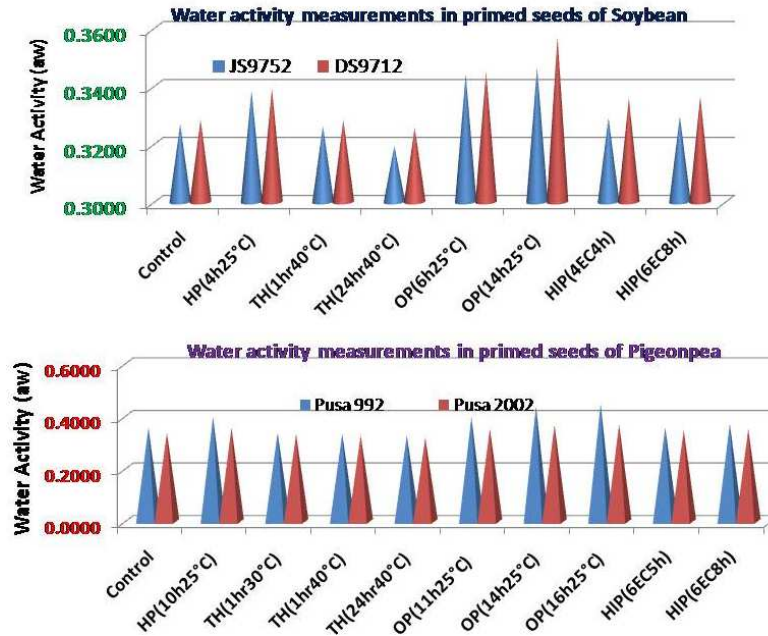 Water activity measurements in primed seeds of Soybean
Water Activity (aw)
0.3600
0.3400
0.3200
0.3000
JS9752 DS9712
Control
HP(4h25°C)
TH(1hr40°C)
TH(24hr40°C)
OP(6h25°C)
OP(14h25°C)
HIP(4EC4h)
HIP(6EC8h)
Water activity measurements in primed seeds of Pigeonpea
Water Activity (aw)
0.6000
0.4000
0.2000
0.0000
Pusa 992 Pusa 2002
Control
HP(10h25°C)
TH(1hr30°C)
TH(1hr40°C)
TH(24hr40°C)
OP(11h25°C)
OP(14h25°C)
OP(16h25°C)
HIP(6EC5h)
HIP(6EC8h)